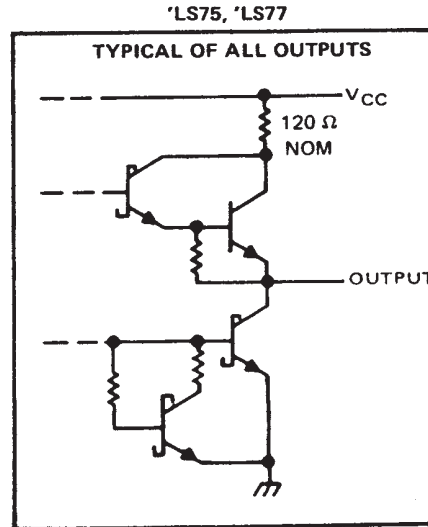 'LS75, 'LS77
TYPICAL OF ALL OUTPUTS
VCC
120 Ω
NOM
OUTPUT